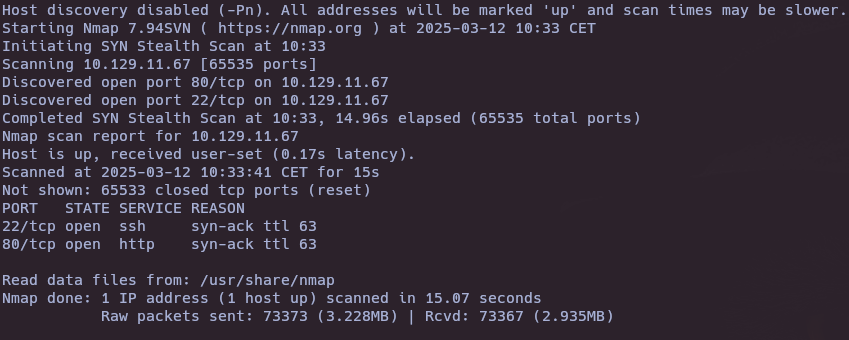 Host discovery disabled (-Pn). All addresses will be marked 'up' and scan times may be slower.
Starting Nmap 7.94SVN ( https://nmap.org ) at 2025-03-12 10:33 CET
Initiating SYN Stealth Scan at 10:33
Scanning 10.129.11.67 [65535 ports]
Discovered open port 80/tcp on 10.129.11.67
Discovered open port 22/tcp on 10.129.11.67
Completed SYN Stealth Scan at 10:33, 14.96s elapsed (65535 total ports)
Nmap scan report for 10.129.11.67
Host is up, received user-set (0.17s latency).
Scanned at 2025-03-12 10:33:41 CET for 15s
Not shown: 65533 closed tcp ports (reset)
PORT   STATE SERVICE REASON
22/tcp open  ssh     syn-ack ttl 63
80/tcp open  http    syn-ack ttl 63
Read data files from: /usr/share/nmap
Nmap done: 1 IP address (1 host up) scanned in 15.07 seconds
           Raw packets sent: 73373 (3.228MB) | Rcvd: 73367 (2.935MB)